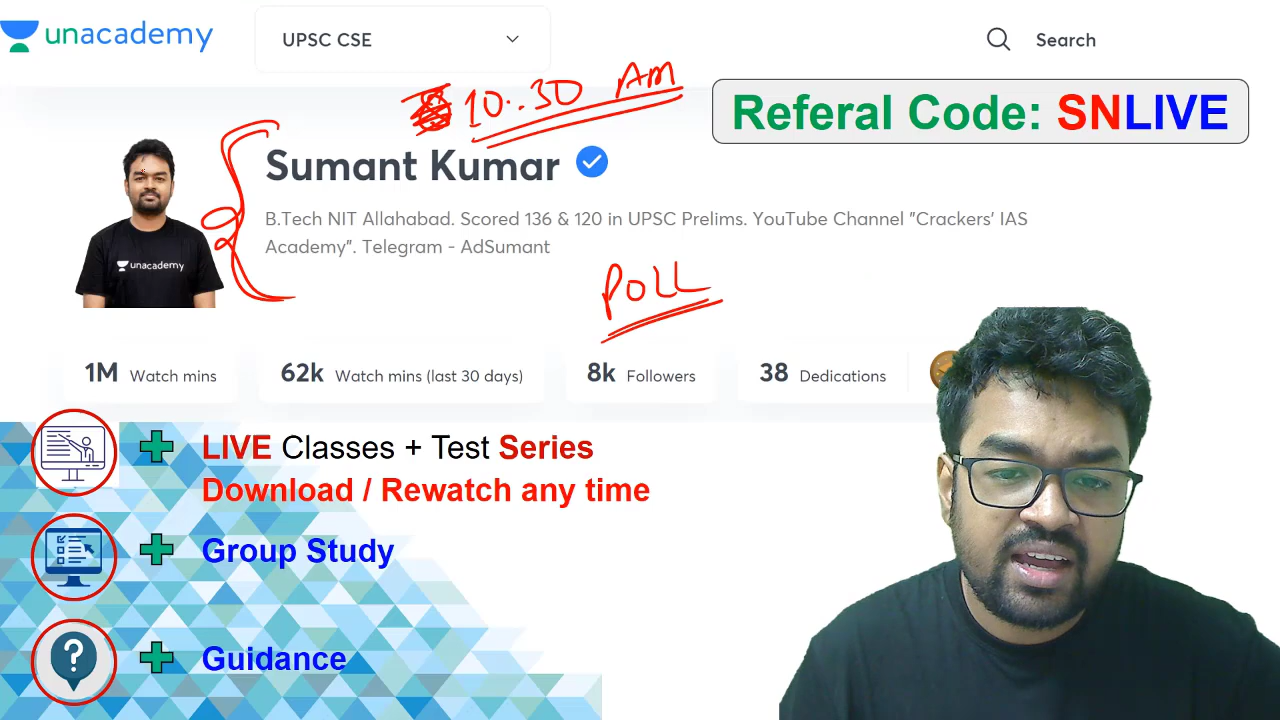 unacademy
UPSC CSE
Search
10..30 AM
Referal Code: SNLIVE
Sumant Kumar
B.Tech NIT Allahabad. Scored 136 & 120 in UPSC Prelims. YouTube Channel "Crackers' IAS
Academy". Telegram - AdSumant
unacademy
POLL
1M Watch mins
62k Watch mins (last 30 days)
8k Followers
38 Dedications
LIVE Classes + Test Series
Download / Rewatch any time
Group Study
? Guidance